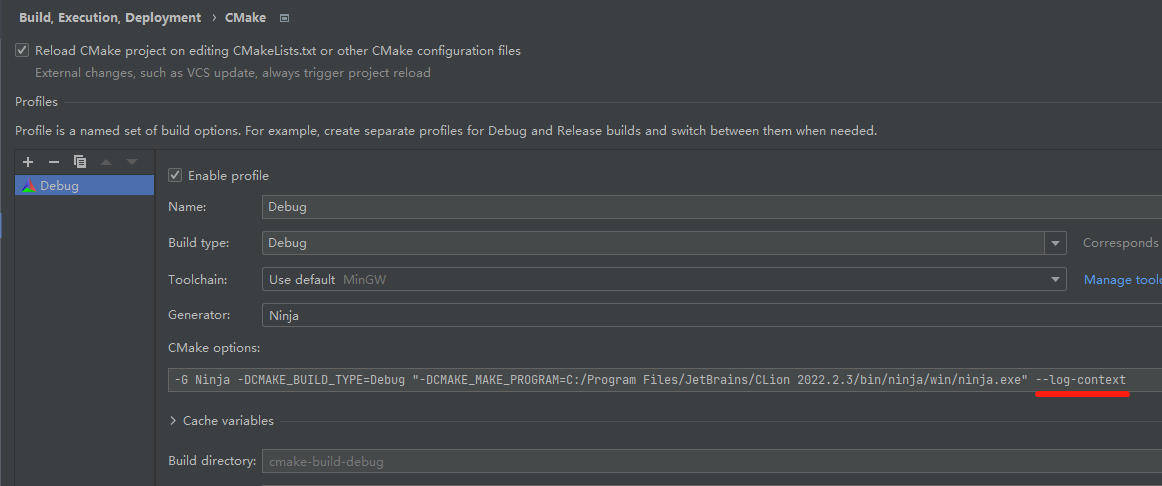 Build, Execution, Deployment › CMake
Reload CMake project on editing CMakeLists.txt or other CMake configuration files
External changes, such as VCS update, always trigger project reload
Profiles
Profile is a named set of build options. For example, create separate profiles for Debug and Release builds and switch between them when needed.
Debug
Enable profile
Name: Debug
Build type: Debug Corresponds
Toolchain: Use default MinGW Manage toolc
Generator: Ninja
CMake options:
-G Ninja -DCMAKE_BUILD_TYPE=Debug "-DCMAKE_MAKE_PROGRAM=C:/Program Files/JetBrains/CLion 2022.2.3/bin/ninja/win/ninja.exe" --log-context
Cache variables
Build directory: cmake-build-debug